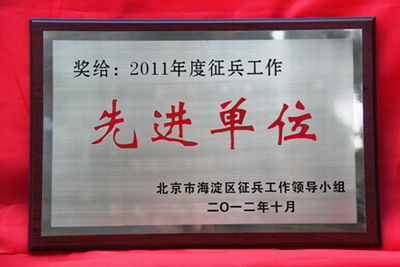 奖给：2011年度征兵工作
先进单位
北京市海淀区征兵工作领导小组
二〇一二年十月